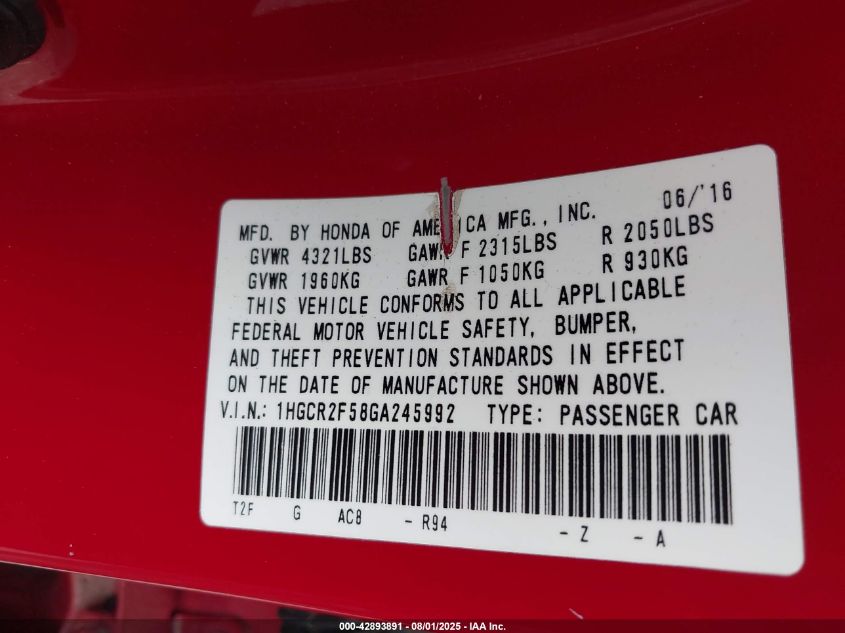 MFD. BY HONDA OF AMERICA MFG., INC. 06/'16
GVWR 4321LBS GAWR F 2315LBS R 2050LBS
GVWR 1960KG GAWR F 1050KG R 930KG
THIS VEHICLE CONFORMS TO ALL APPLICABLE
FEDERAL MOTOR VEHICLE SAFETY, BUMPER,
AND THEFT PREVENTION STANDARDS IN EFFECT
ON THE DATE OF MANUFACTURE SHOWN ABOVE.
V.I.N.: 1HGCR2F58GA245992 TYPE: PASSENGER CAR
T2F G AC8 - R94 - Z - A
000-42893891 - 08/01/2025 - IAA Inc.